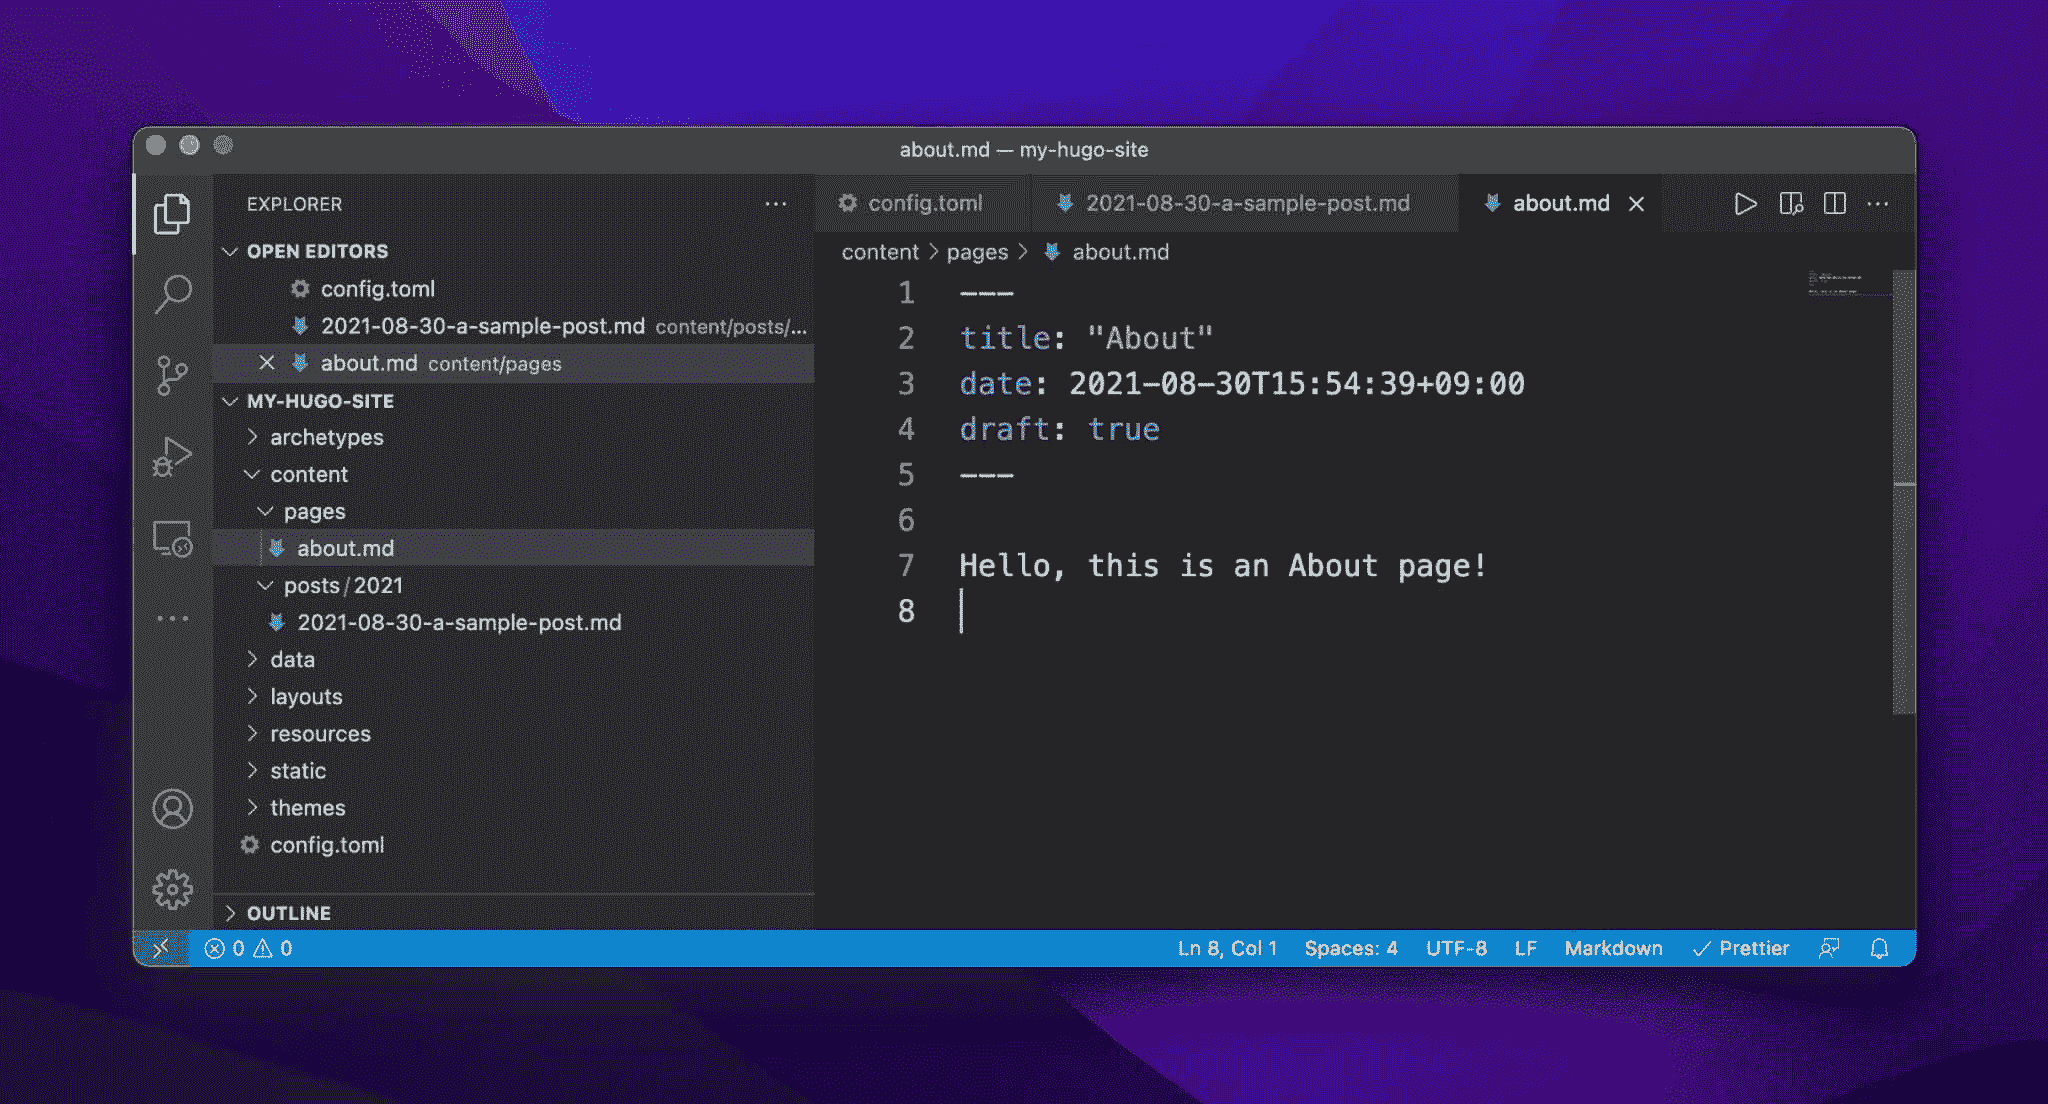 about.md — my-hugo-site
EXPLORER
OPEN EDITORS
config.toml
2021-08-30-a-sample-post.md content/posts/...
about.md content/pages
MY-HUGO-SITE
archetypes
content
pages
about.md
posts/2021
2021-08-30-a-sample-post.md
data
layouts
resources
static
themes
config.toml
OUTLINE
config.toml 2021-08-30-a-sample-post.md about.md
content > pages > about.md
1 ---
2 title: "About"
3 date: 2021-08-30T15:54:39+09:00
4 draft: true
5 ---
6
7 Hello, this is an About page!
8
0 0 Ln 8, Col 1 Spaces: 4 UTF-8 LF Markdown Prettier